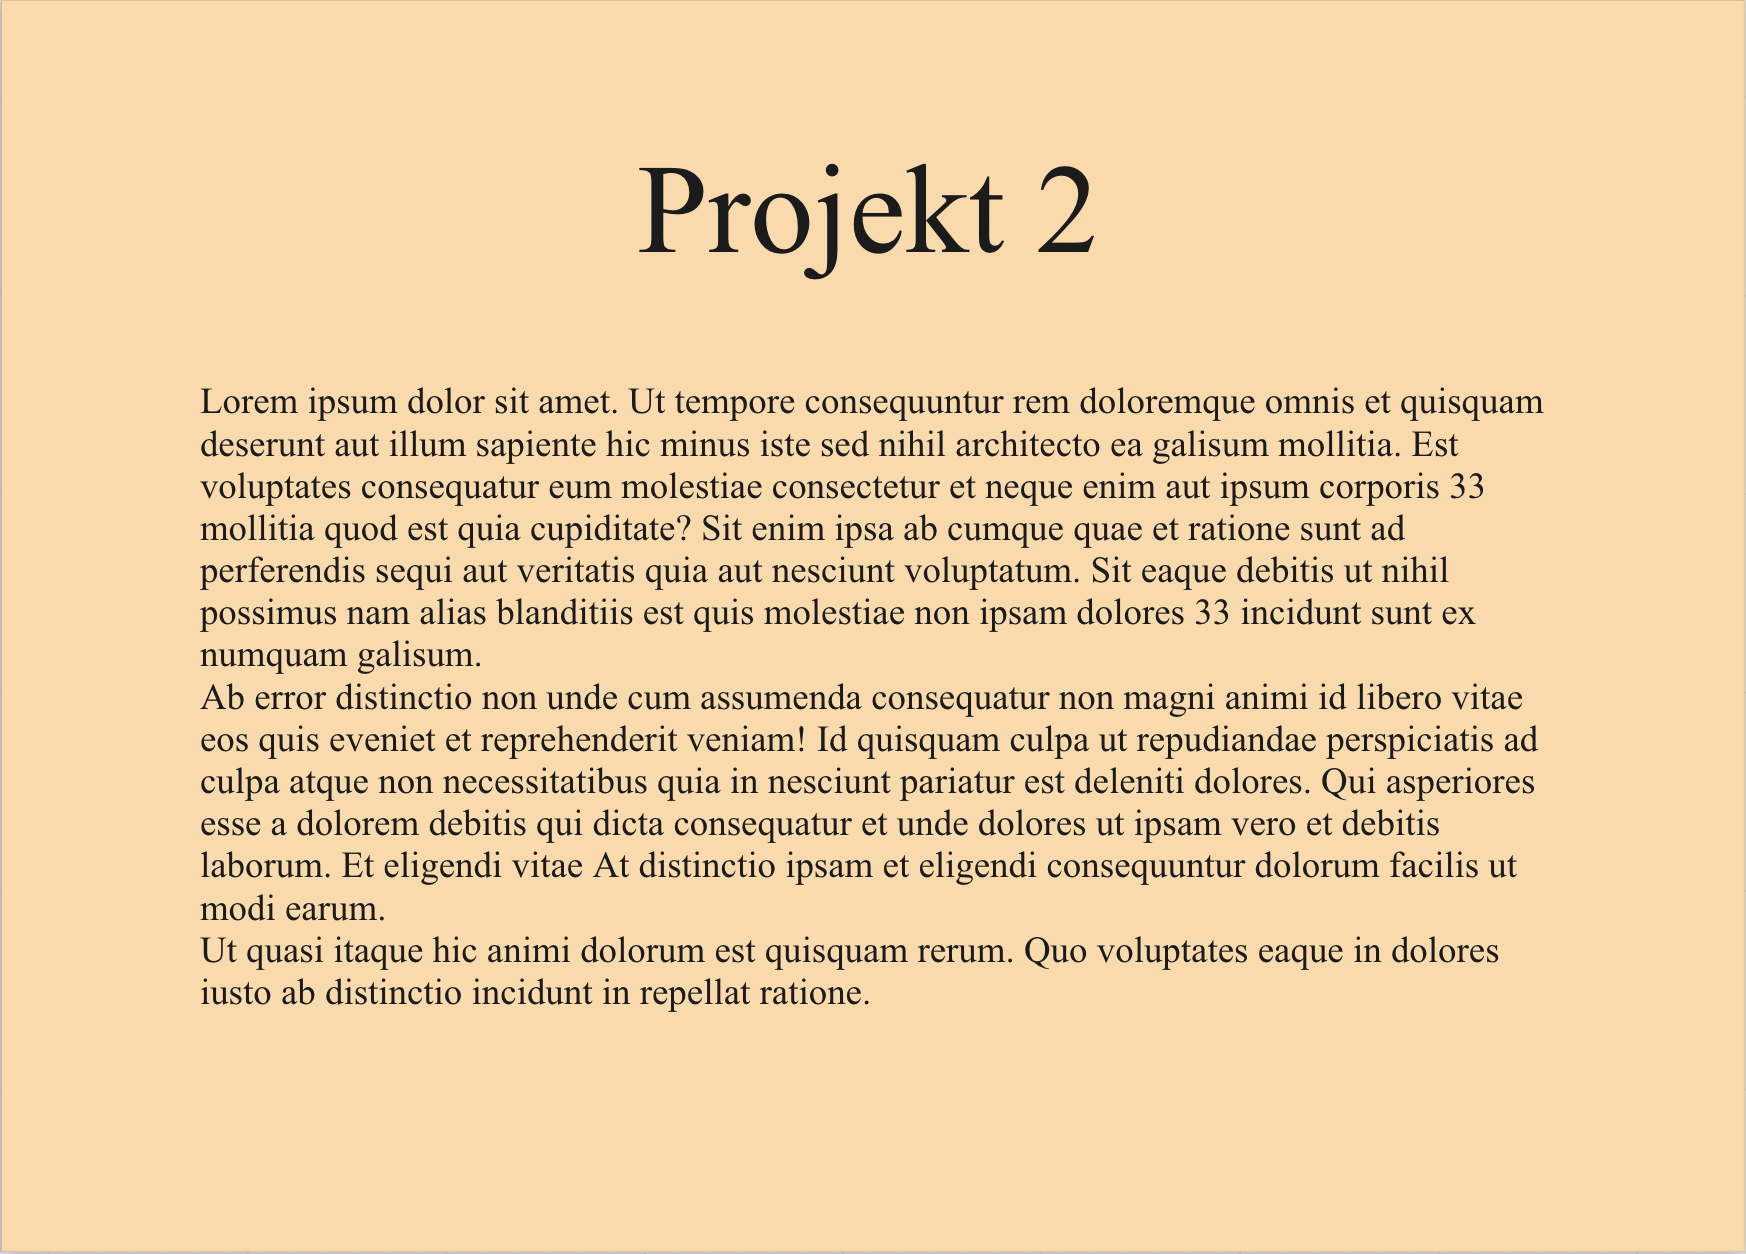 Projekt 2
Lorem ipsum dolor sit amet. Ut tempore consequuntur rem doloremque omnis et quisquam
deserunt aut illum sapiente hic minus iste sed nihil architecto ea galisum mollitia. Est
voluptates consequatur eum molestiae consectetur et neque enim aut ipsum corporis 33
mollitia quod est quia cupiditate? Sit enim ipsa ab cumque quae et ratione sunt ad
perferendis sequi aut veritatis quia aut nesciunt voluptatum. Sit eaque debitis ut nihil
possimus nam alias blanditiis est quis molestiae non ipsam dolores 33 incidunt sunt ex
numquam galisum.
Ab error distinctio non unde cum assumenda consequatur non magni animi id libero vitae
eos quis eveniet et reprehenderit veniam! Id quisquam culpa ut repudiandae perspiciatis ad
culpa atque non necessitatibus quia in nesciunt pariatur est deleniti dolores. Qui asperiores
esse a dolorem debitis qui dicta consequatur et unde dolores ut ipsam vero et debitis
laborum. Et eligendi vitae At distinctio ipsam et eligendi consequuntur dolorum facilis ut
modi earum.
Ut quasi itaque hic animi dolorum est quisquam rerum. Quo voluptates eaque in dolores
iusto ab distinctio incidunt in repellat ratione.